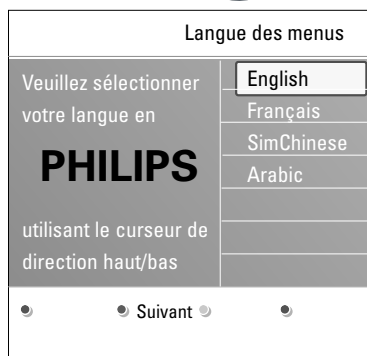 Langue des menus
Veuillez sélectionner
votre langue en
PHILIPS
utilisant le curseur de
direction haut/bas
English
Français
SimChinese
Arabic
Suivant